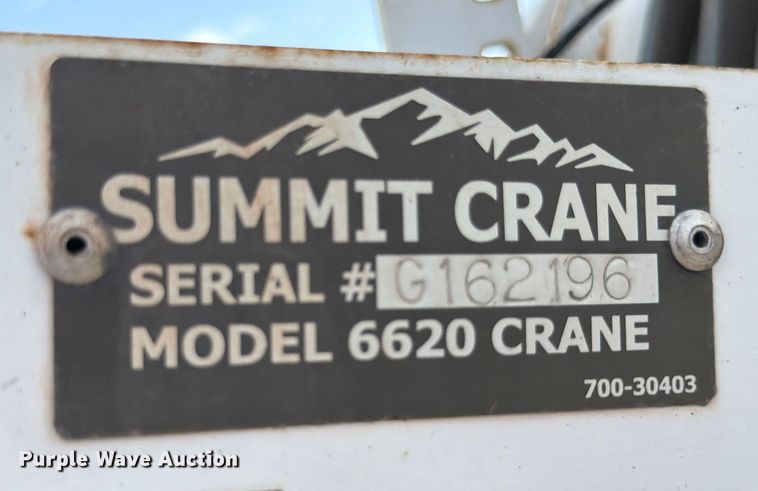 SUMMIT CRANE
SERIAL # G162196
MODEL 6620 CRANE
700-30403
Purple Wave Auction